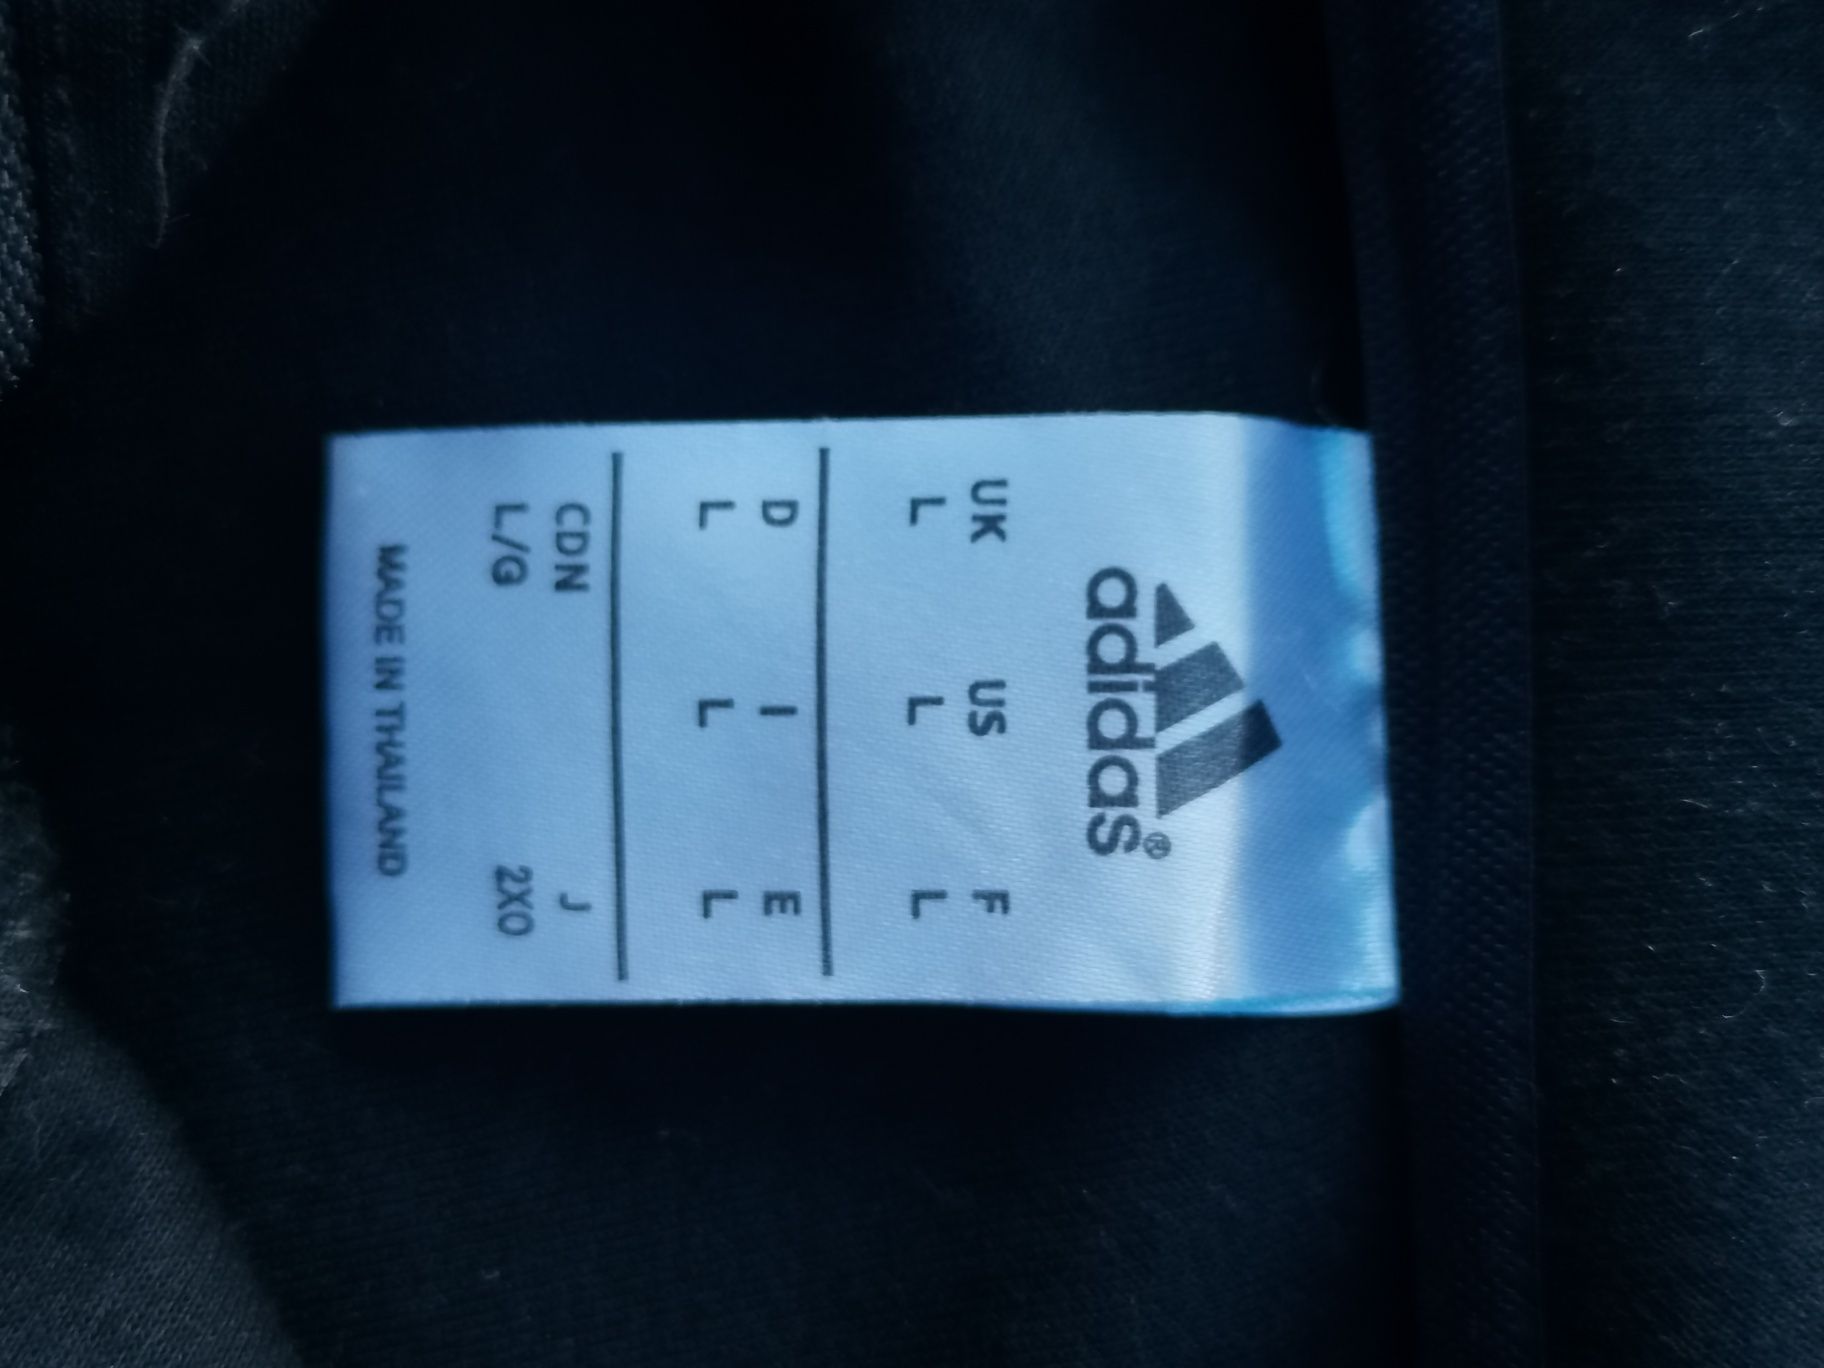 adidas®
UK US F
L L L
D I E
L L L
CDN J
L/G 2XO
MADE IN THAILAND